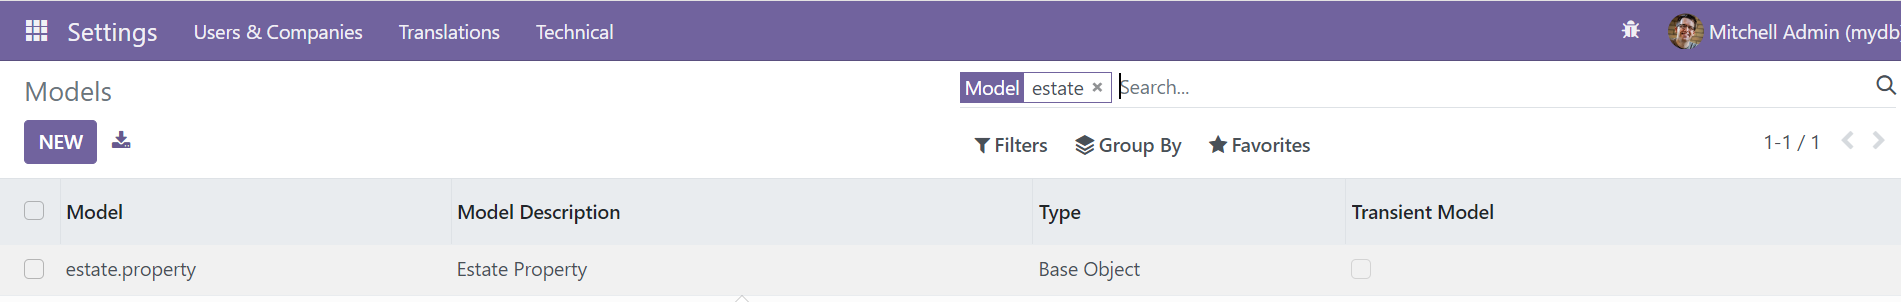 Settings Users & Companies Translations Technical Mitchell Admin (mydb
Models Model estate × Search...
NEW Filters Group By Favorites 1-1 / 1
Model Model Description Type Transient Model
estate.property Estate Property Base Object